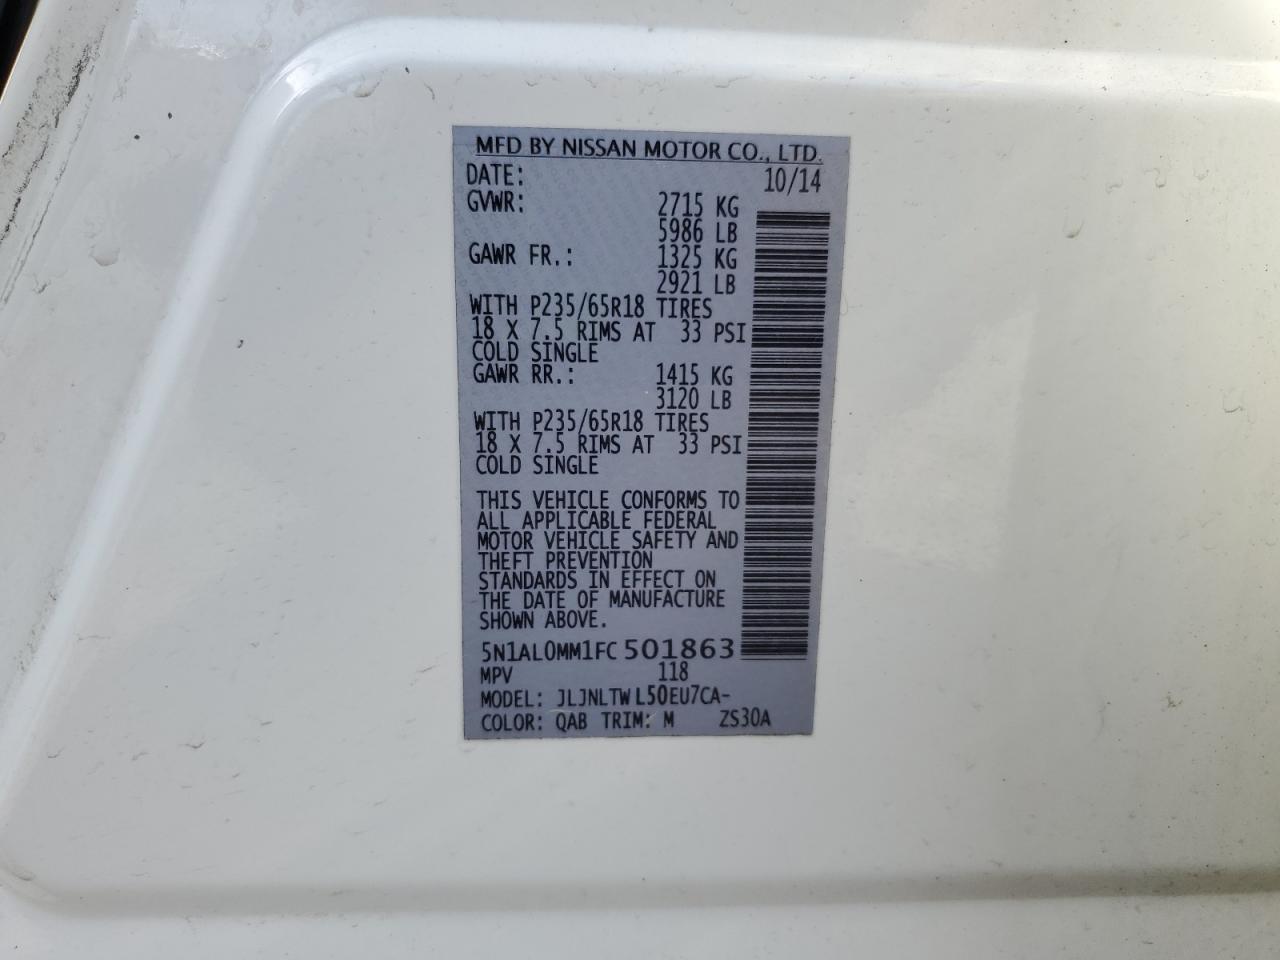 MFD BY NISSAN MOTOR CO., LTD.
DATE: 10/14
GVWR: 2715 KG
5986 LB
GAWR FR.: 1325 KG
2921 LB
WITH P235/65R18 TIRES
18 X 7.5 RIMS AT 33 PSI
COLD SINGLE
GAWR RR.: 1415 KG
3120 LB
WITH P235/65R18 TIRES
18 X 7.5 RIMS AT 33 PSI
COLD SINGLE
THIS VEHICLE CONFORMS TO
ALL APPLICABLE FEDERAL
MOTOR VEHICLE SAFETY AND
THEFT PREVENTION
STANDARDS IN EFFECT ON
THE DATE OF MANUFACTURE
SHOWN ABOVE.
5N1AL0MM1FC 501863
MPV 118
MODEL: JLJNLTW L50EU7CA-
COLOR: QAB TRIM: M ZS30A